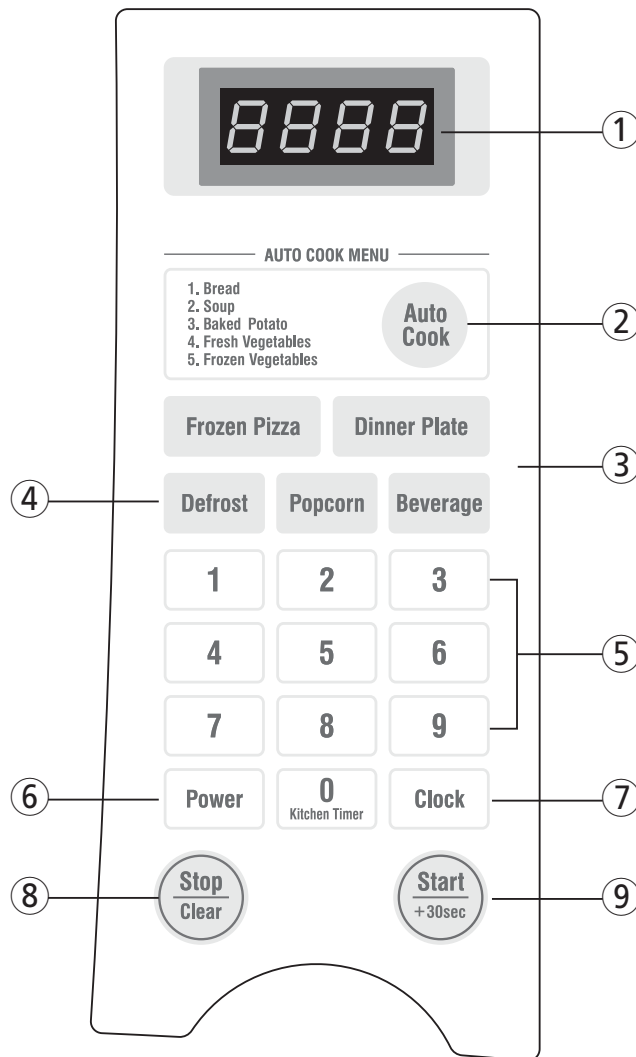 8888
①
AUTO COOK MENU
1. Bread
2. Soup
3. Baked Potato
4. Fresh Vegetables
5. Frozen Vegetables
Auto
Cook
②
Frozen Pizza Dinner Plate
③
④ Defrost Popcorn Beverage
1 2 3
4 5 6
⑤
7 8 9
⑥ Power 0 Clock ⑦
Kitchen Timer
⑧ Stop Start ⑨
Clear +30sec